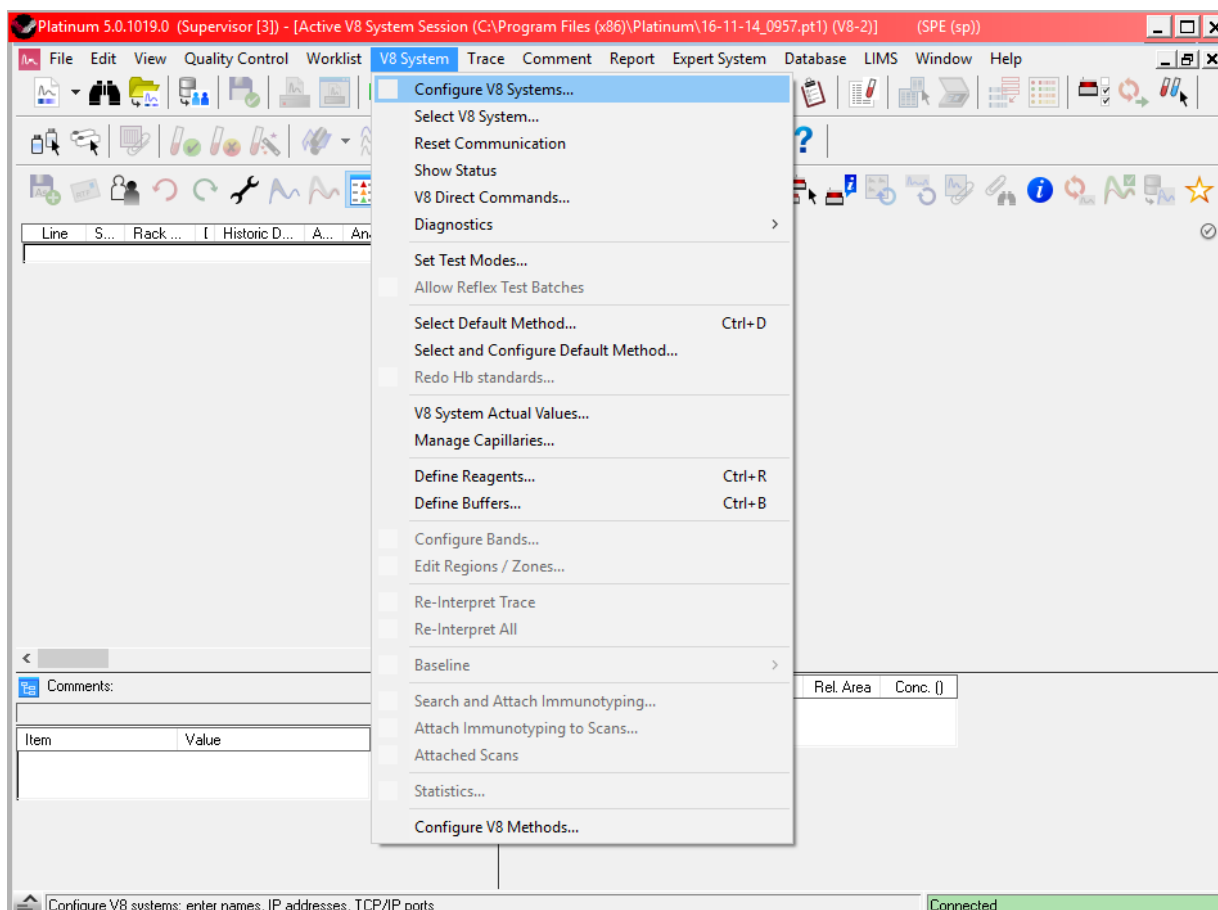 Platinum 5.0.1019.0 (Supervisor [3]) - [Active V8 System Session (C:\Program Files (x86)\Platinum\16-11-14_0957.pt1) (V8-2)] (SPE (sp))
File Edit View Quality Control Worklist V8 System Trace Comment Report Expert System Database LIMS Window Help
Configure V8 Systems...
Select V8 System...
Reset Communication
Show Status
V8 Direct Commands...
Diagnostics
Line S... Rack ... Historic D... A... An
Set Test Modes...
Allow Reflex Test Batches
Select Default Method... Ctrl+D
Select and Configure Default Method...
Redo Hb standards...
V8 System Actual Values...
Manage Capillaries...
Define Reagents... Ctrl+R
Define Buffers... Ctrl+B
Configure Bands...
Edit Regions / Zones...
Re-Interpret Trace
Re-Interpret All
Baseline
Comments: Rel. Area Conc. ()
Search and Attach Immunotyping...
Attach Immunotyping to Scans...
Item Value
Attached Scans
Statistics...
Configure V8 Methods...
Configure V8 systems: enter names, IP addresses, TCP/IP ports Connected